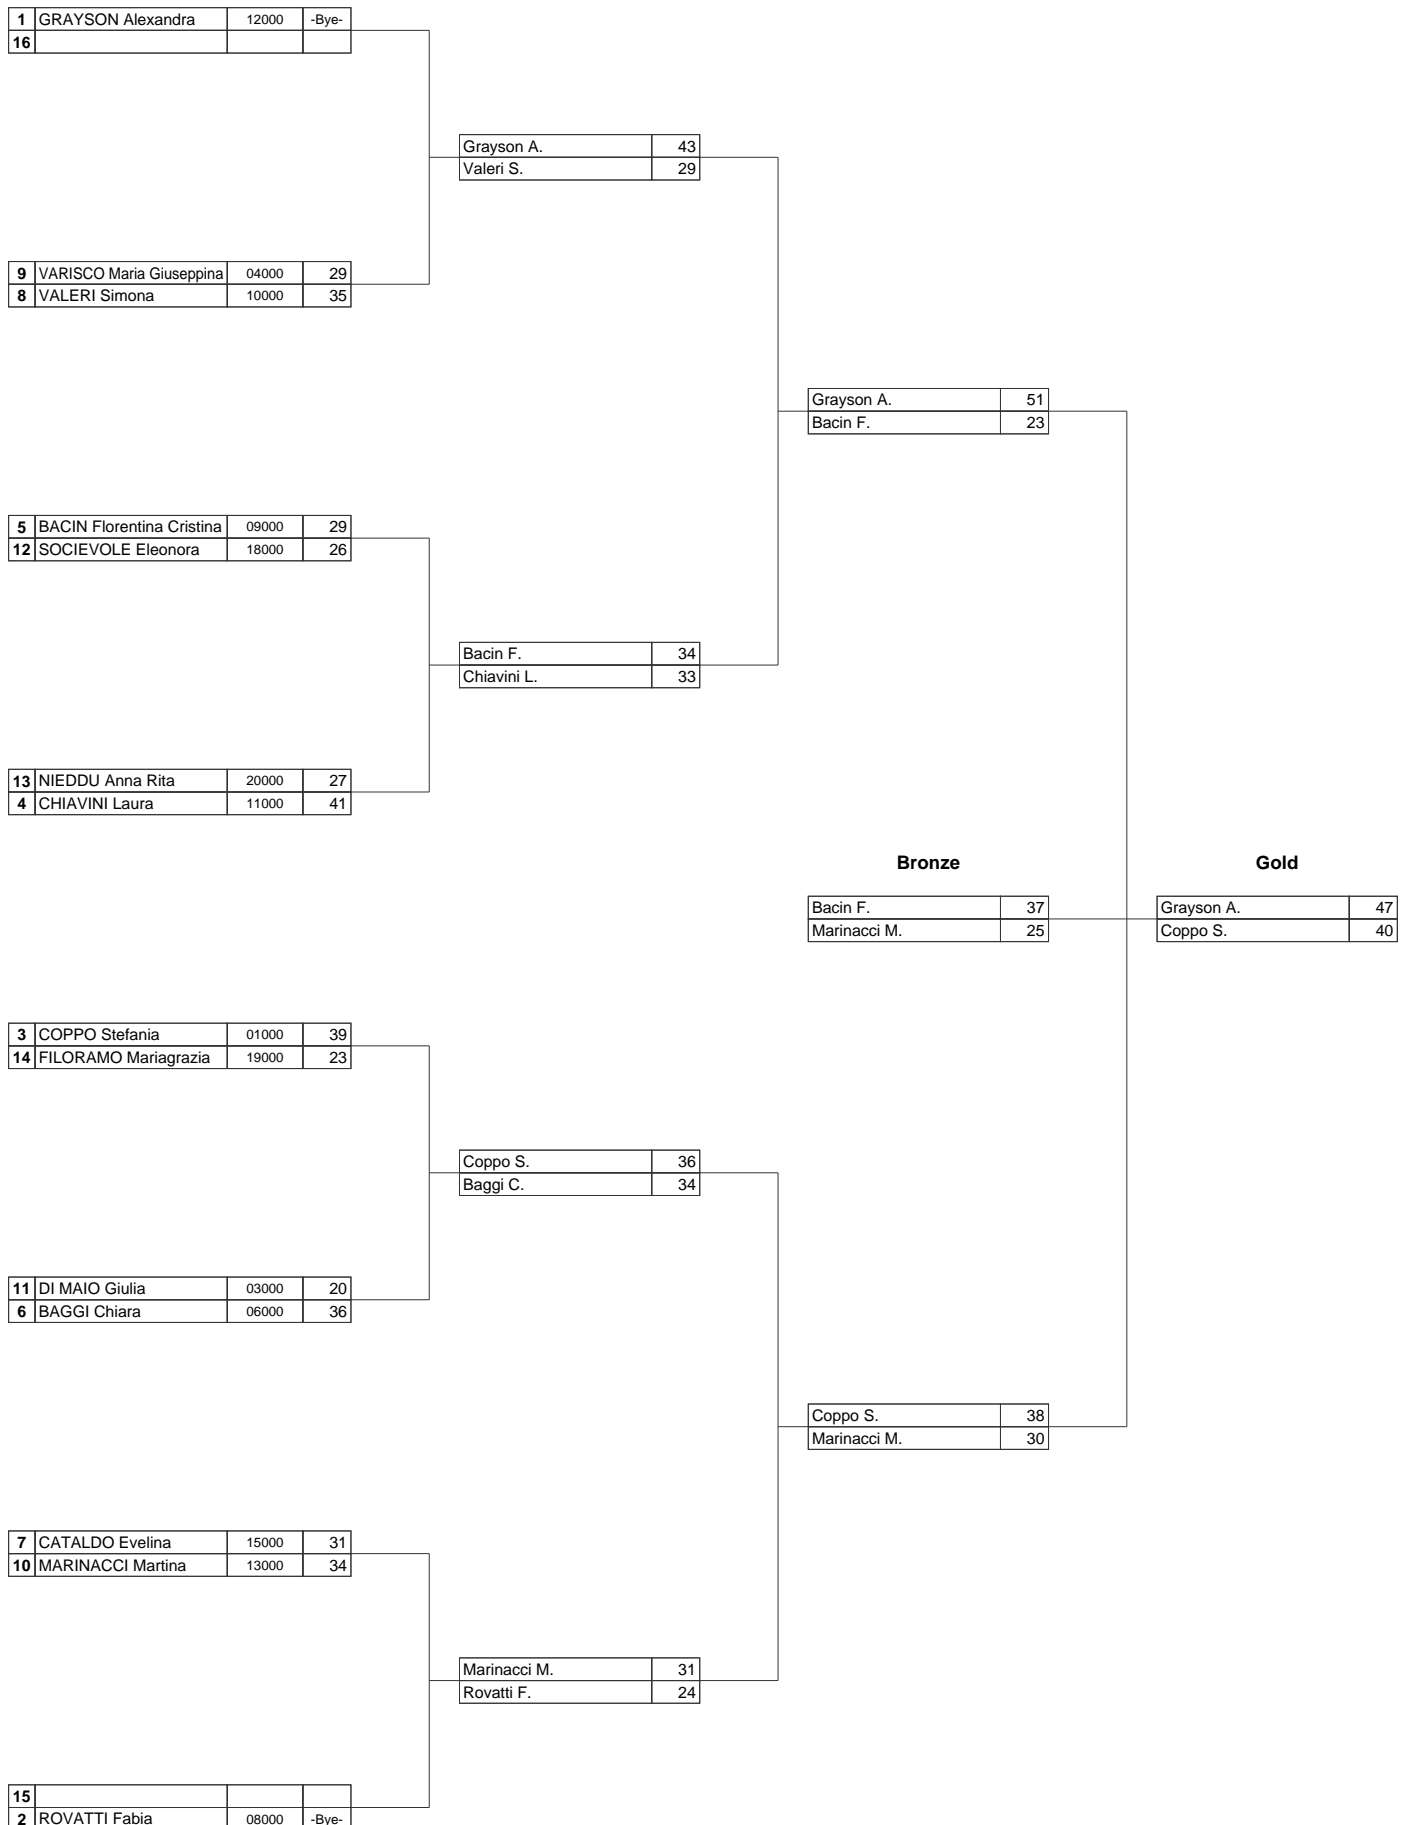 1 GRAYSON Alexandra 12000 -Bye-
16
Grayson A. 43
Valeri S. 29
9 VARISCO Maria Giuseppina 04000 29
8 VALERI Simona 10000 35
Grayson A. 51
Bacin F. 23
5 BACIN Florentina Cristina 09000 29
12 SOCIEVOLE Eleonora 18000 26
Bacin F. 34
Chiavini L. 33
13 NIEDDU Anna Rita 20000 27
4 CHIAVINI Laura 11000 41
Bronze Gold
Bacin F. 37 Grayson A. 47
Marinacci M. 25 Coppo S. 40
3 COPPO Stefania 01000 39
14 FILORAMO Mariagrazia 19000 23
Coppo S. 36
Baggi C. 34
11 DI MAIO Giulia 03000 20
6 BAGGI Chiara 06000 36
Coppo S. 38
Marinacci M. 30
7 CATALDO Evelina 15000 31
10 MARINACCI Martina 13000 34
Marinacci M. 31
Rovatti F. 24
15
2 ROVATTI Fabia 08000 -Bye-